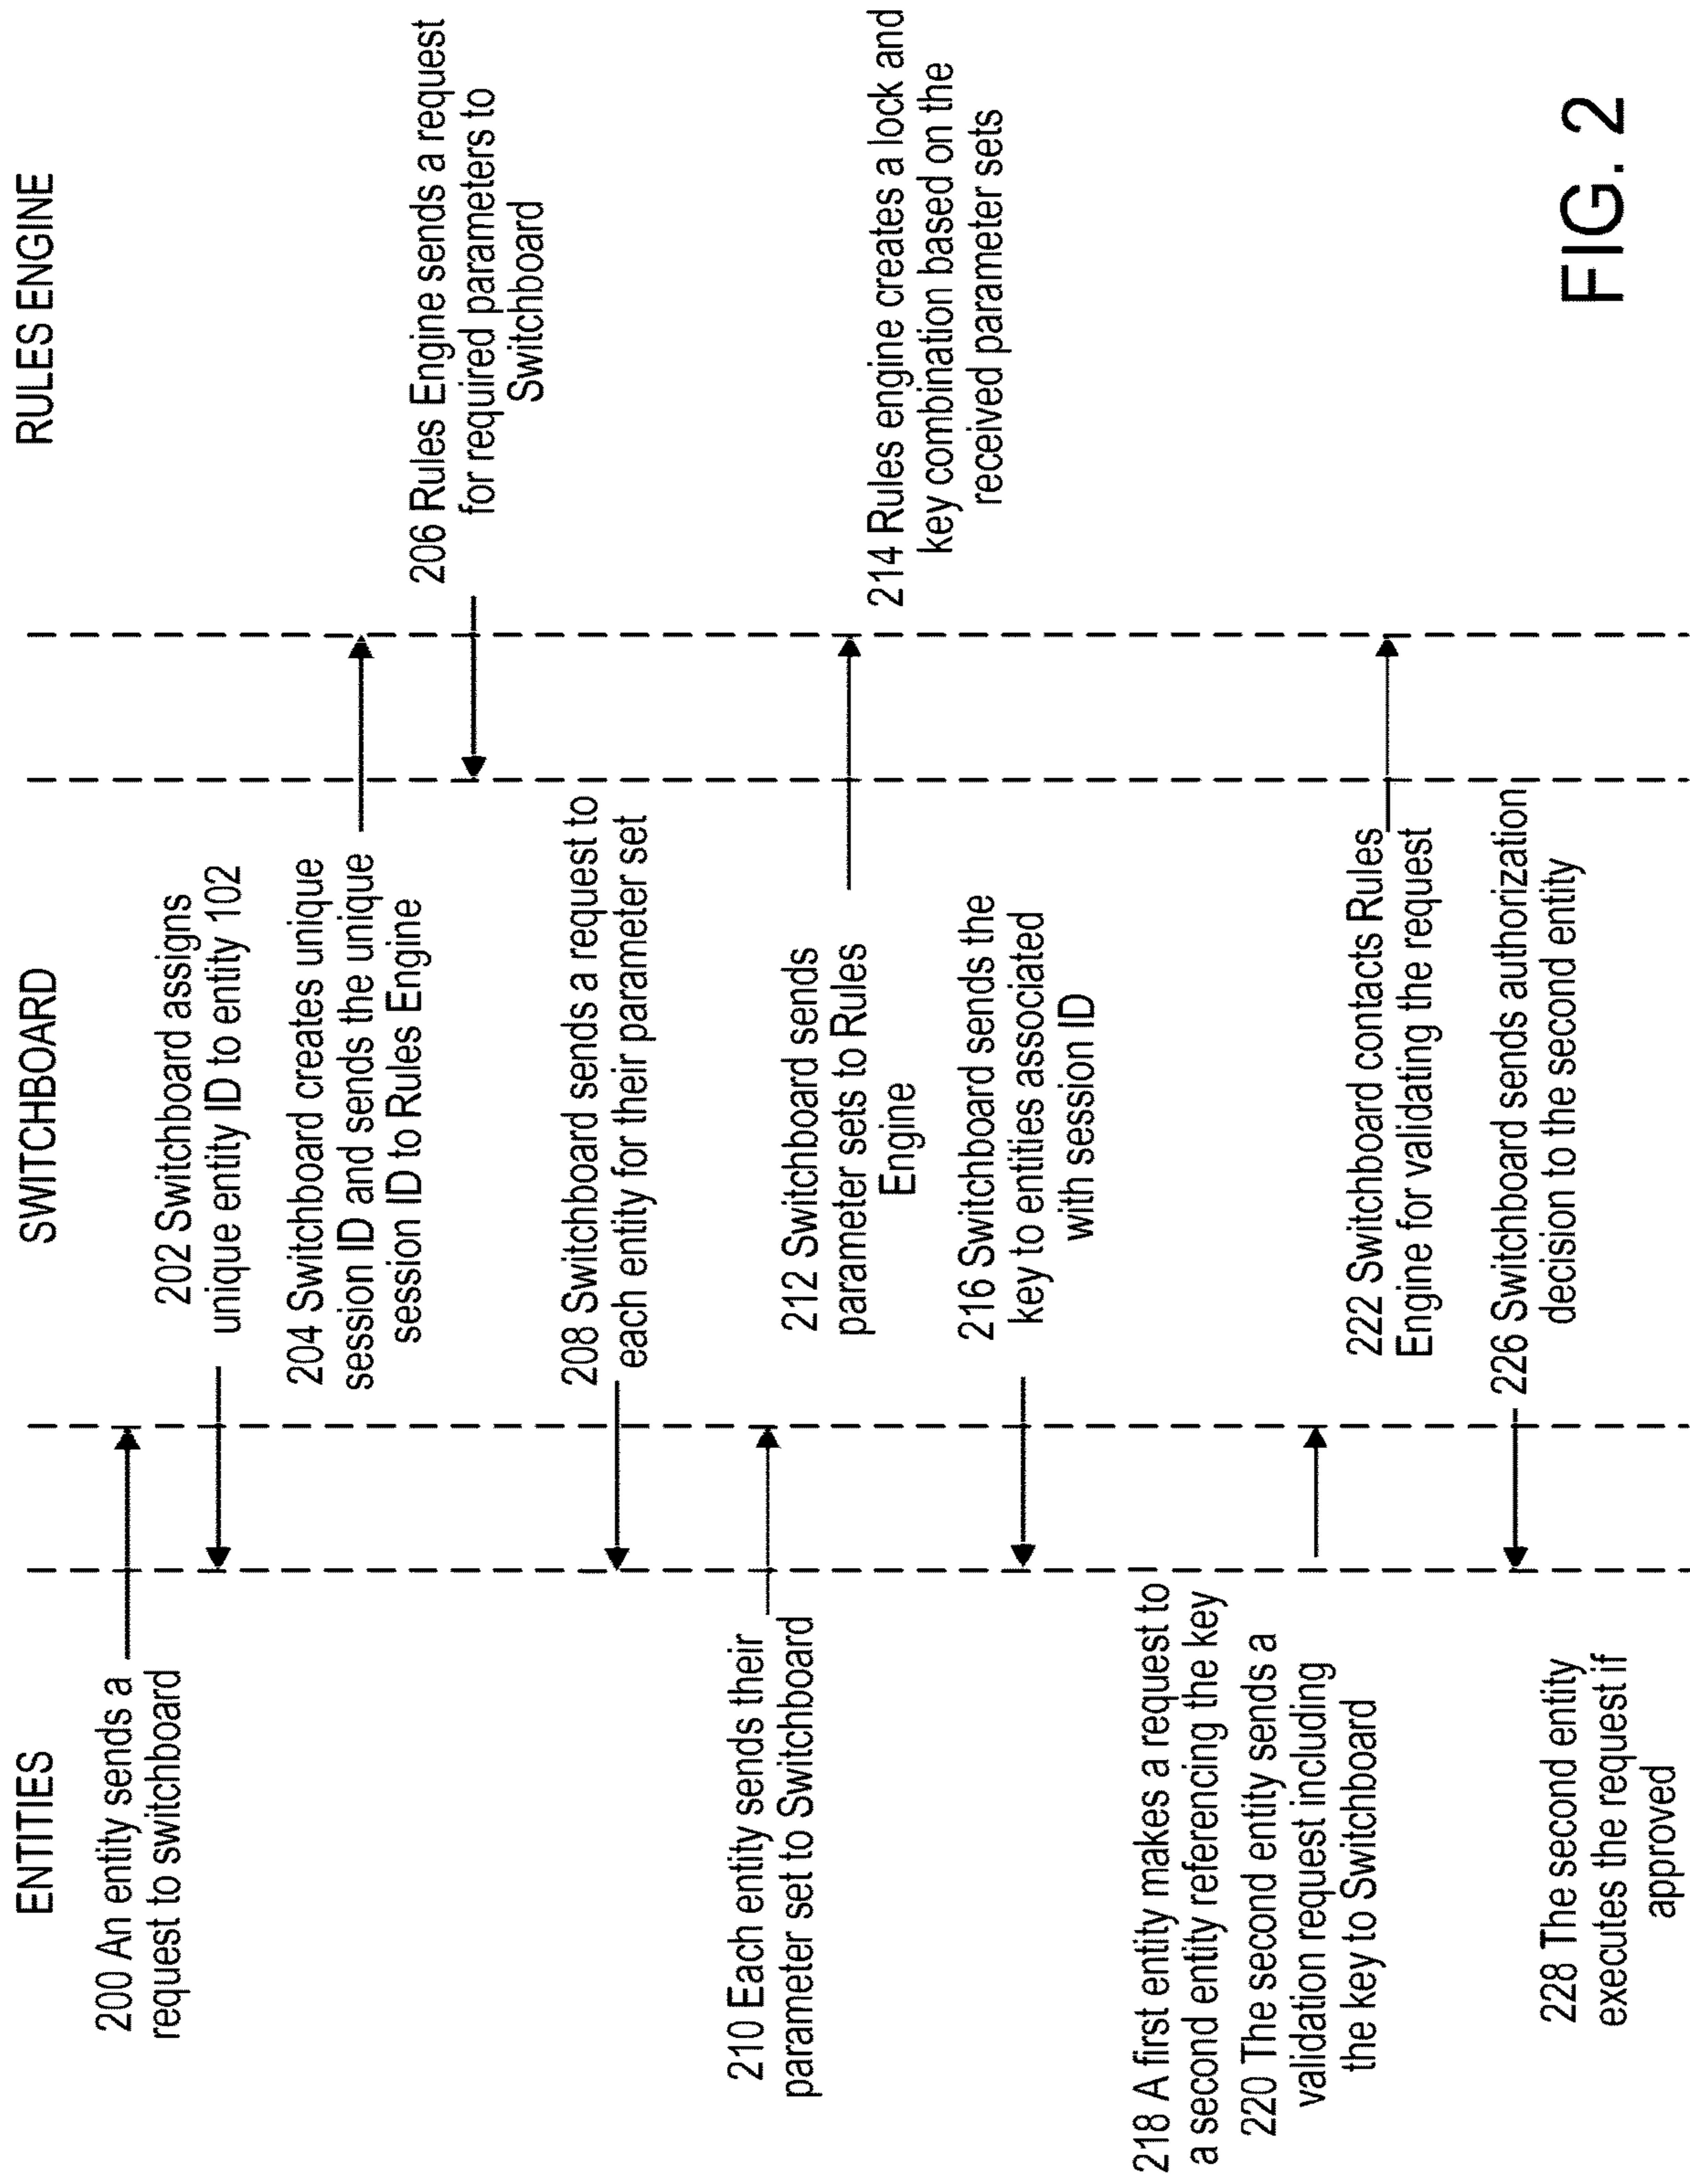 ENTITIES
SWITCHBOARD
RULES ENGINE
200 An entity sends a
request to switchboard
202 Switchboard assigns
unique entity ID to entity 102
204 Switchboard creates unique
session ID and sends the unique
session ID to Rules Engine
206 Rules Engine sends a request
for required parameters to
Switchboard
208 Switchboard sends a request to
each entity for their parameter set
210 Each entity sends their
parameter set to Switchboard
212 Switchboard sends
parameter sets to Rules
Engine
214 Rules engine creates a lock and
key combination based on the
received parameter sets
216 Switchboard sends the
key to entities associated
with session ID
218 A first entity makes a request to
a second entity referencing the key
220 The second entity sends a
validation request including
the key to Switchboard
222 Switchboard contacts Rules
Engine for validating the request
226 Switchboard sends authorization
decision to the second entity
228 The second entity
executes the request if
approved
FIG. 2